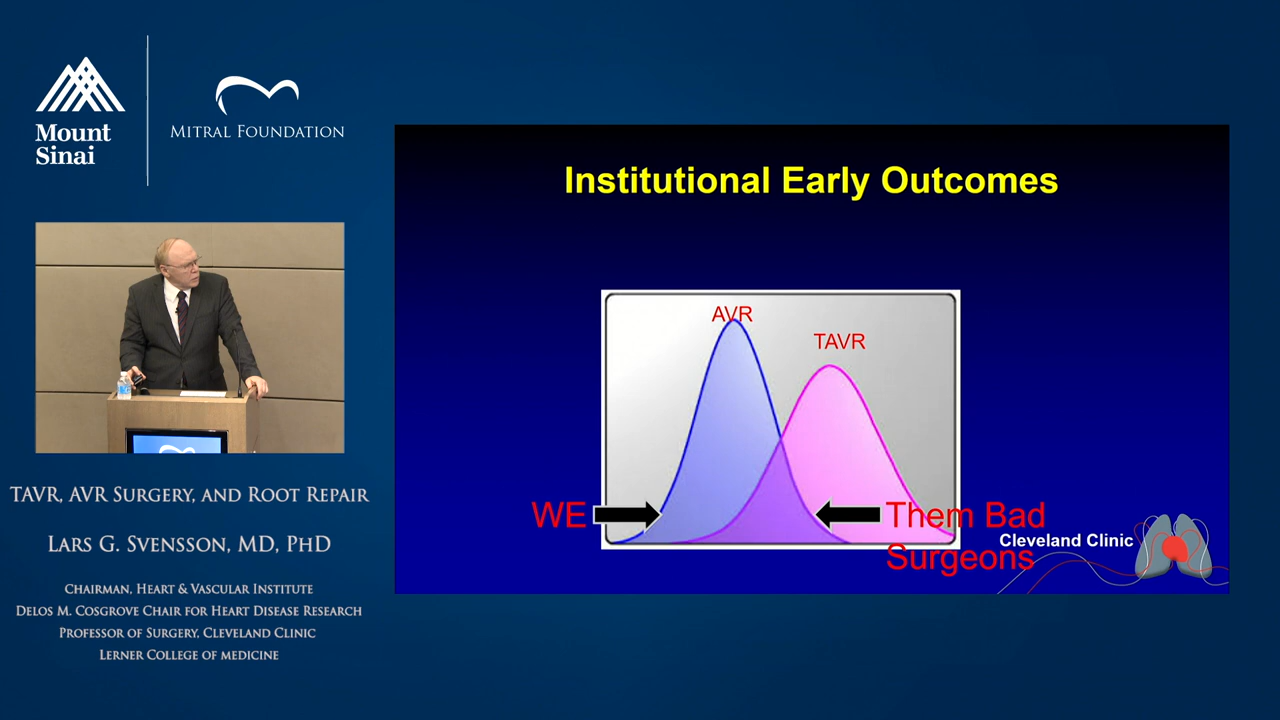 Mount
Sinai
MITRAL FOUNDATION
Institutional Early Outcomes
AVR
TAVR
WE
Them Bad
Surgeons
Cleveland Clinic
TAVR, AVR SURGERY, AND ROOT REPAIR
LARS G. SVENSSON, MD, PHD
CHAIRMAN, HEART & VASCULAR INSTITUTE
DELOS M. COSGROVE CHAIR FOR HEART DISEASE RESEARCH
PROFESSOR OF SURGERY, CLEVELAND CLINIC
LERNER COLLEGE OF MEDICINE